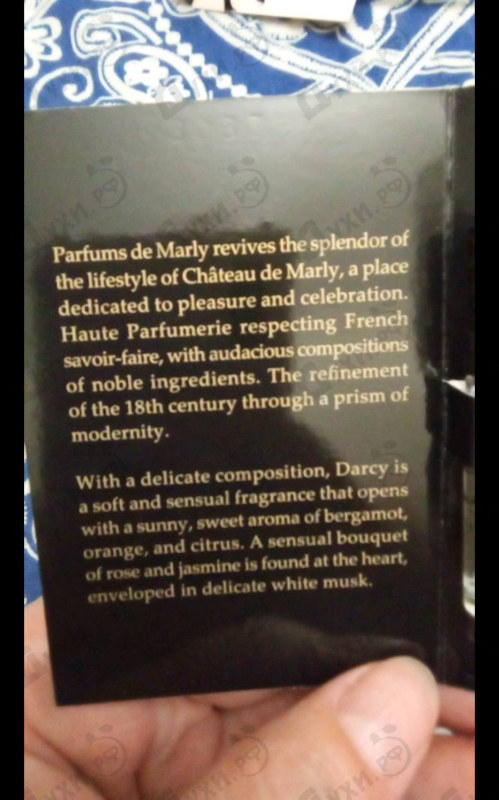 Parfums de Marly revives the splendor of
the lifestyle of Château de Marly, a place
dedicated to pleasure and celebration.
Haute Parfumerie respecting French
savoir-faire, with audacious compositions
of noble ingredients. The refinement
of the 18th century through a prism of
modernity.
With a delicate composition, Darcy is
a soft and sensual fragrance that opens
with a sunny, sweet aroma of bergamot,
orange, and citrus. A sensual bouquet
of rose and jasmine is found at the heart,
enveloped in delicate white musk.